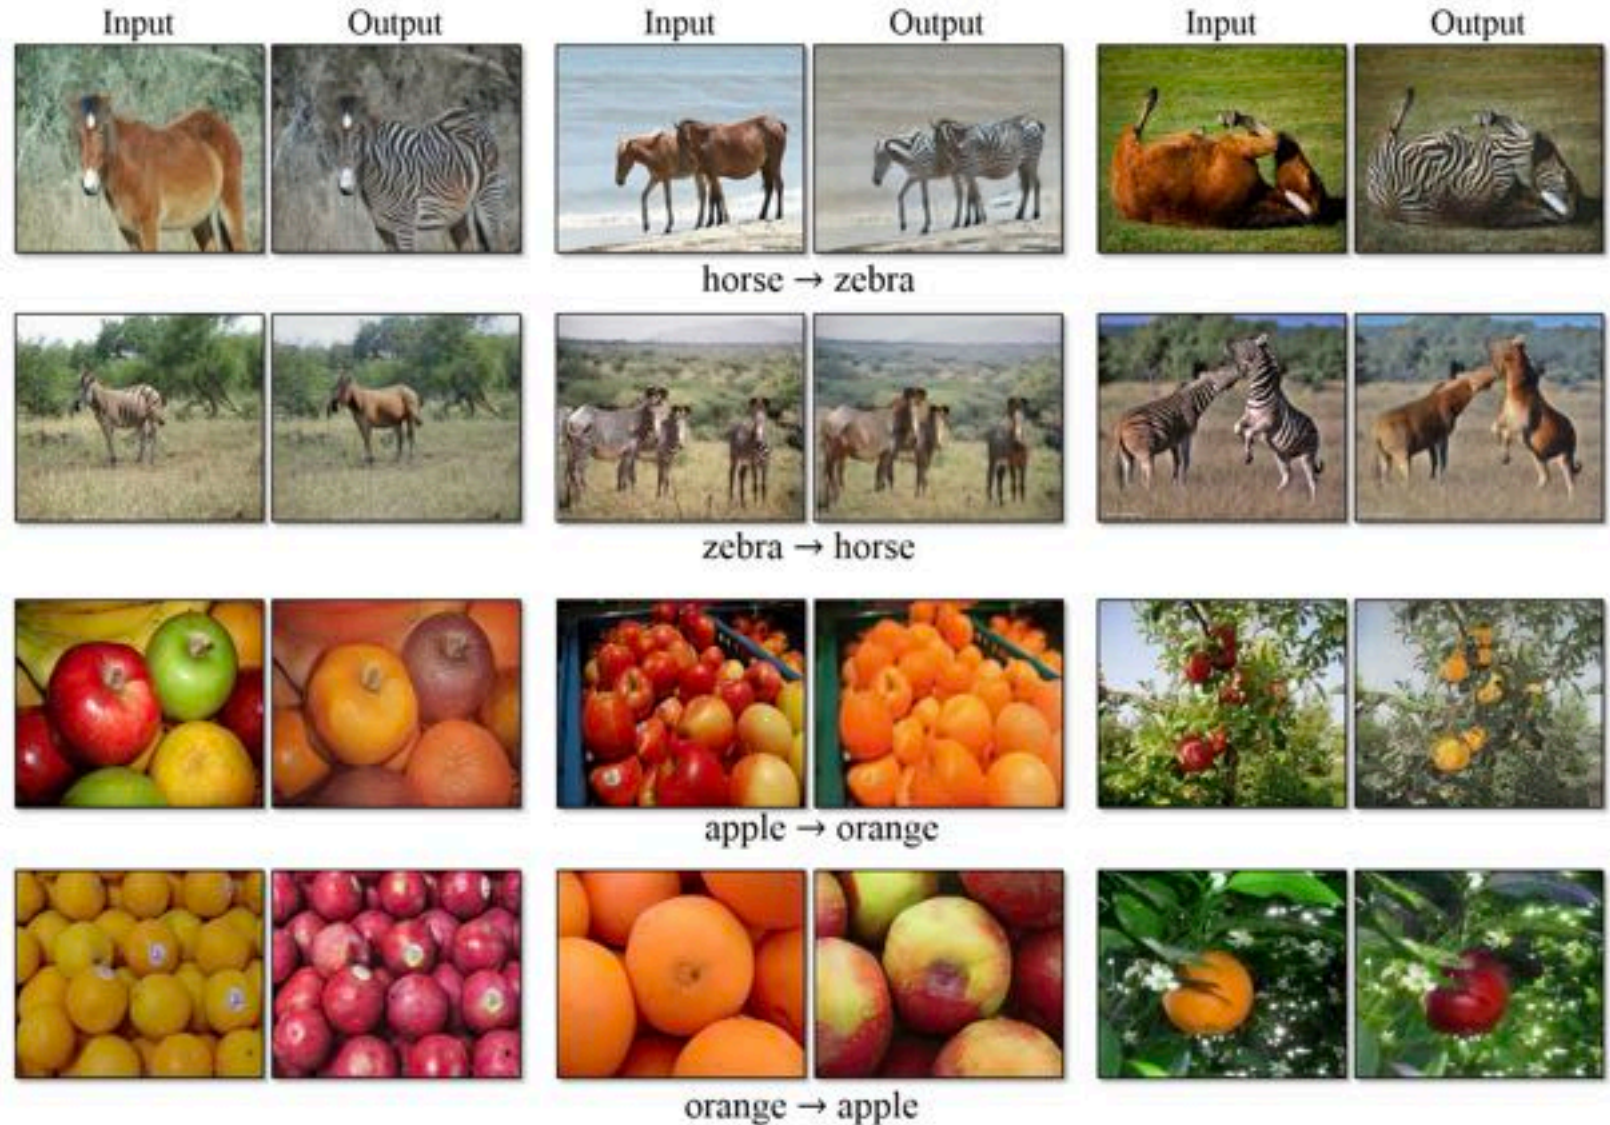 Input Output Input Output Input Output
horse → zebra
zebra → horse
apple → orange
orange → apple